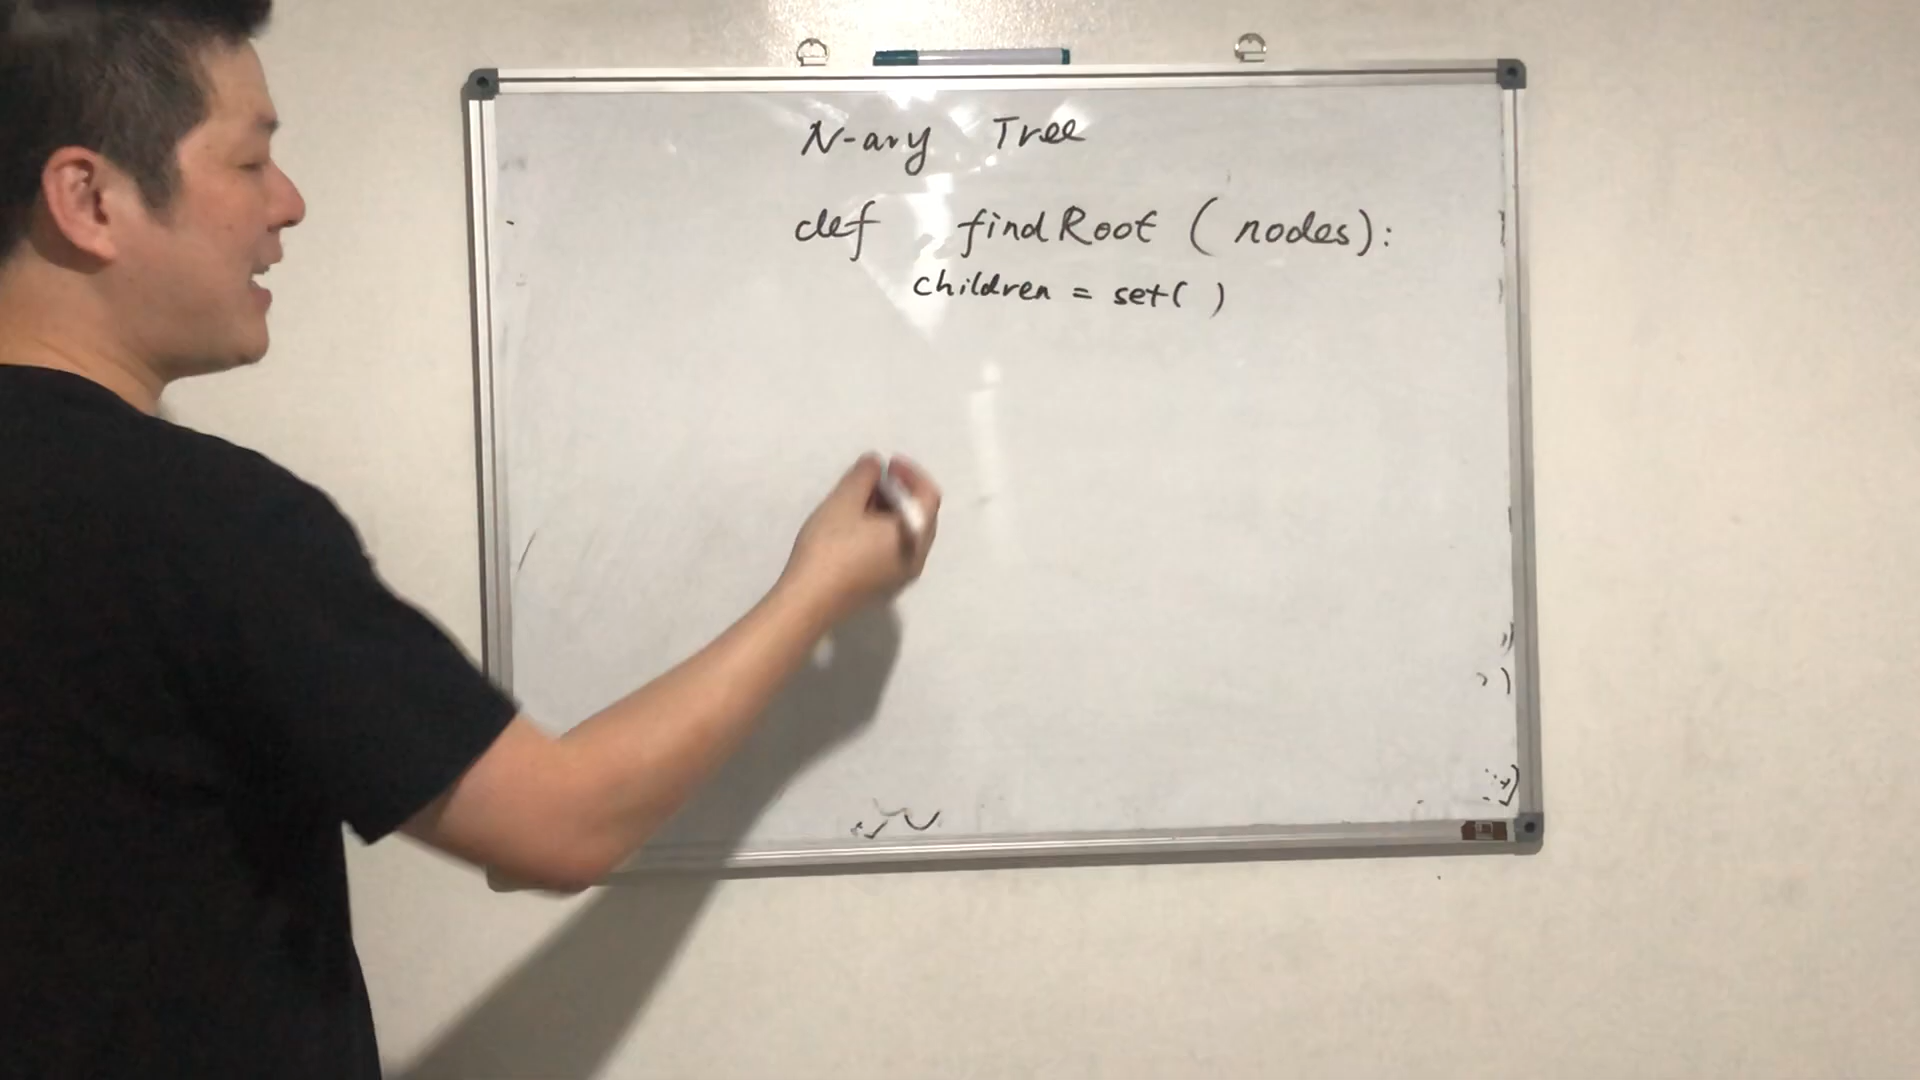 N-ary Tree
def findRoot ( nodes):
children = set( )